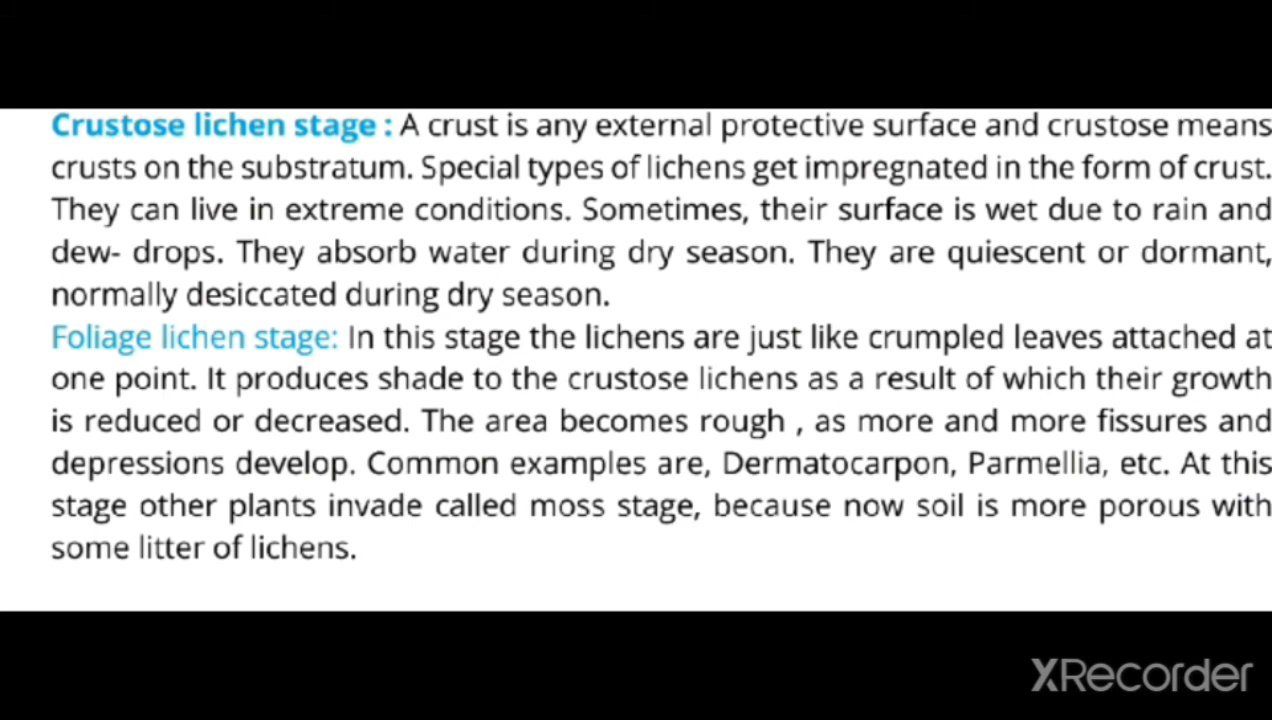 Crustose lichen stage : A crust is any external protective surface and crustose means
crusts on the substratum. Special types of lichens get impregnated in the form of crust.
They can live in extreme conditions. Sometimes, their surface is wet due to rain and
dew- drops. They absorb water during dry season. They are quiescent or dormant,
normally desiccated during dry season.
Foliage lichen stage: In this stage the lichens are just like crumpled leaves attached at
one point. It produces shade to the crustose lichens as a result of which their growth
is reduced or decreased. The area becomes rough , as more and more fissures and
depressions develop. Common examples are, Dermatocarpon, Parmellia, etc. At this
stage other plants invade called moss stage, because now soil is more porous with
some litter of lichens.
XRecorder